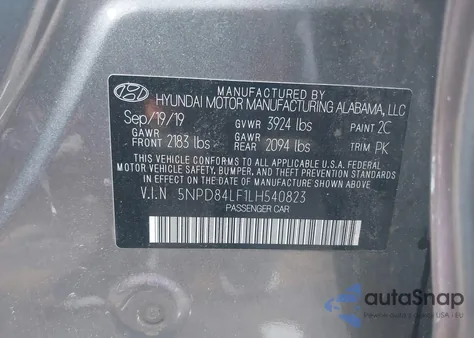 MANUFACTURED BY
HYUNDAI MOTOR MANUFACTURING ALABAMA, LLC
Sep/19/19 GVWR 3924 lbs PAINT 2C
GAWR FRONT 2183 lbs GAWR REAR 2094 lbs TRIM PK
THIS VEHICLE CONFORMS TO ALL APPLICABLE U.S.A. FEDERAL
MOTOR VEHICLE SAFETY, BUMPER, AND THEFT PREVENTION
STANDARDS IN EFFECT ON THE DATE OF MANUFACTURE SHOWN ABOVE.
V.I.N 5NPD84LF1LH540823
PASSENGER CAR
autoSnap